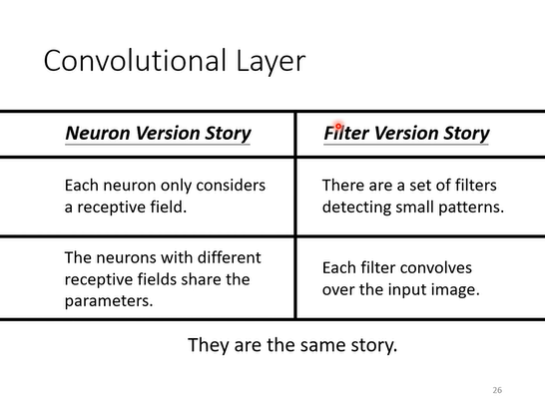 Convolutional Layer
Neuron Version Story
Filter Version Story
Each neuron only considers
a receptive field.
There are a set of filters
detecting small patterns.
The neurons with different
receptive fields share the
parameters.
Each filter convolves
over the input image.
They are the same story.
26